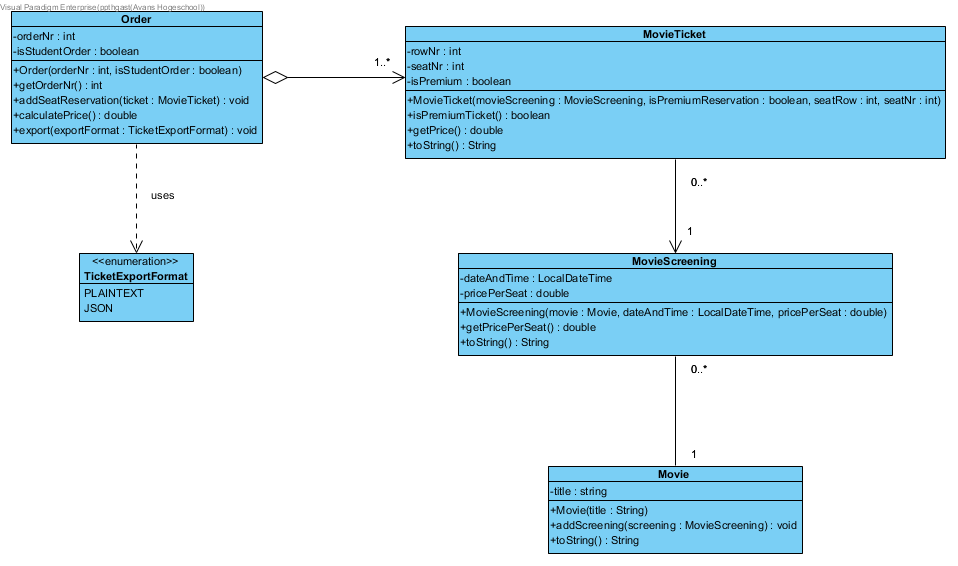 Visual Paradigm Enterprise(ppthgast(Avans Hogeschool))
Order
-orderNr : int
-isStudentOrder : boolean
+Order(orderNr : int, isStudentOrder : boolean)
+getOrderNr() : int
+addSeatReservation(ticket : MovieTicket) : void
+calculatePrice() : double
+export(exportFormat : TicketExportFormat) : void
1..*
MovieTicket
-rowNr : int
-seatNr : int
-isPremium : boolean
+MovieTicket(movieScreening : MovieScreening, isPremiumReservation : boolean, seatRow : int, seatNr : int)
+isPremiumTicket() : boolean
+getPrice() : double
+toString() : String
uses
0..*
1
<<enumeration>>
TicketExportFormat
PLAINTEXT
JSON
MovieScreening
-dateAndTime : LocalDateTime
-pricePerSeat : double
+MovieScreening(movie : Movie, dateAndTime : LocalDateTime, pricePerSeat : double)
+getPricePerSeat() : double
+toString() : String
0..*
1
Movie
-title : string
+Movie(title : String)
+addScreening(screening : MovieScreening) : void
+toString() : String